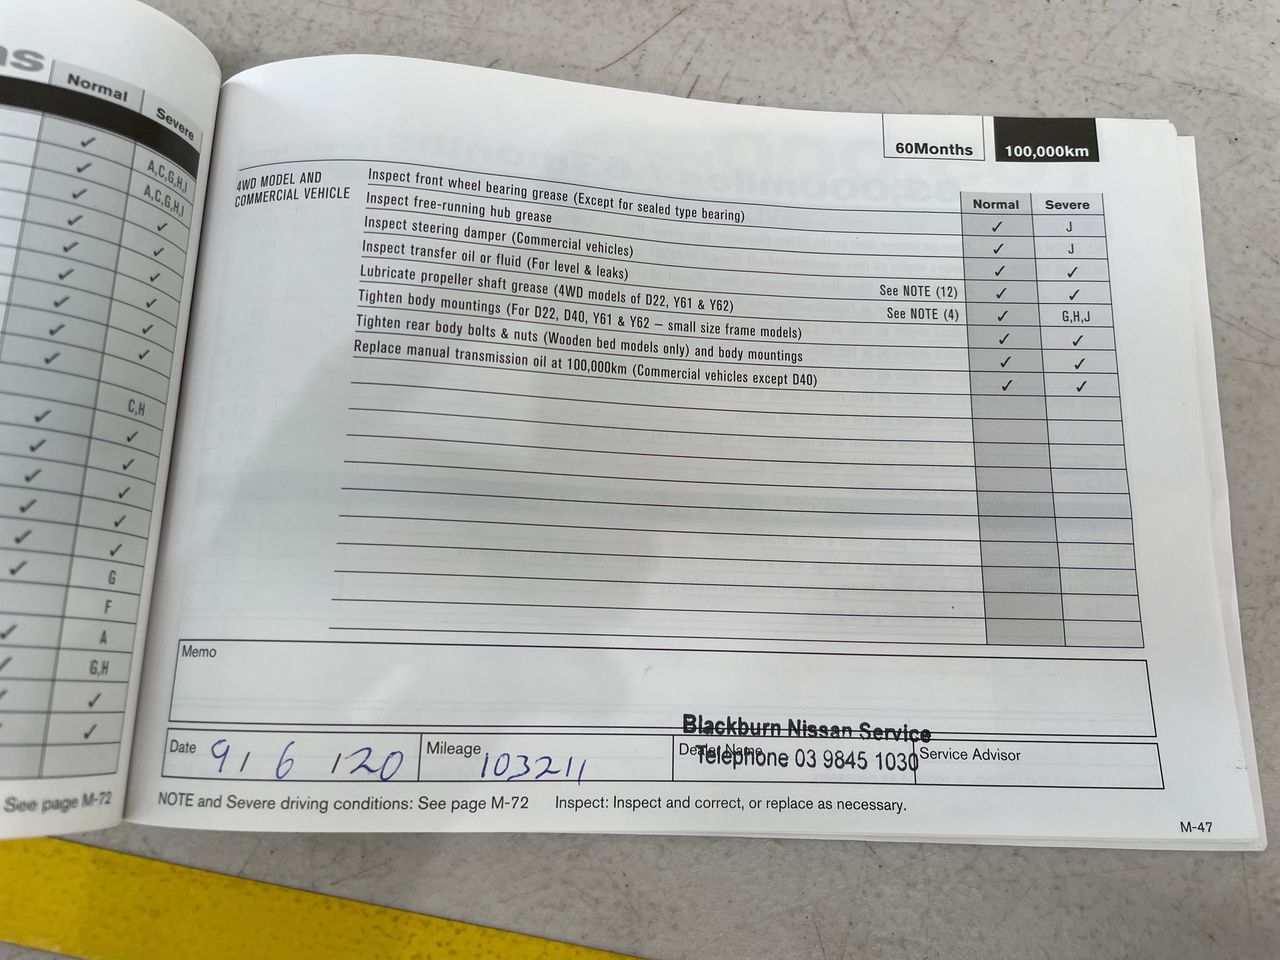 ns
Normal
Severe
✓ A,C,G,H,I
✓ A,C,G,H,I
✓ ✓
✓ ✓
✓ ✓
✓ ✓
✓ ✓
✓ ✓
C,H
✓ ✓
✓ ✓
✓ ✓
✓ ✓
✓ ✓
✓ G
F
✓ A
✓ G,H
✓ ✓
✓ ✓
See page M-72
60Months
100,000km
Normal Severe
4WD MODEL AND
COMMERCIAL VEHICLE
Inspect front wheel bearing grease (Except for sealed type bearing) ✓ J
Inspect free-running hub grease ✓ J
Inspect steering damper (Commercial vehicles) ✓ ✓
Inspect transfer oil or fluid (For level & leaks) See NOTE (12) ✓ ✓
Lubricate propeller shaft grease (4WD models of D22, Y61 & Y62) See NOTE (4) ✓ G,H,J
Tighten body mountings (For D22, D40, Y61 & Y62 – small size frame models) ✓ ✓
Tighten rear body bolts & nuts (Wooden bed models only) and body mountings ✓ ✓
Replace manual transmission oil at 100,000km (Commercial vehicles except D40) ✓ ✓
Memo
Blackburn Nissan Service
Telephone 03 9845 1030
Date 9/ 6 /20
Mileage 103211
Dealer Name
Service Advisor
NOTE and Severe driving conditions: See page M-72 Inspect: Inspect and correct, or replace as necessary.
M-47